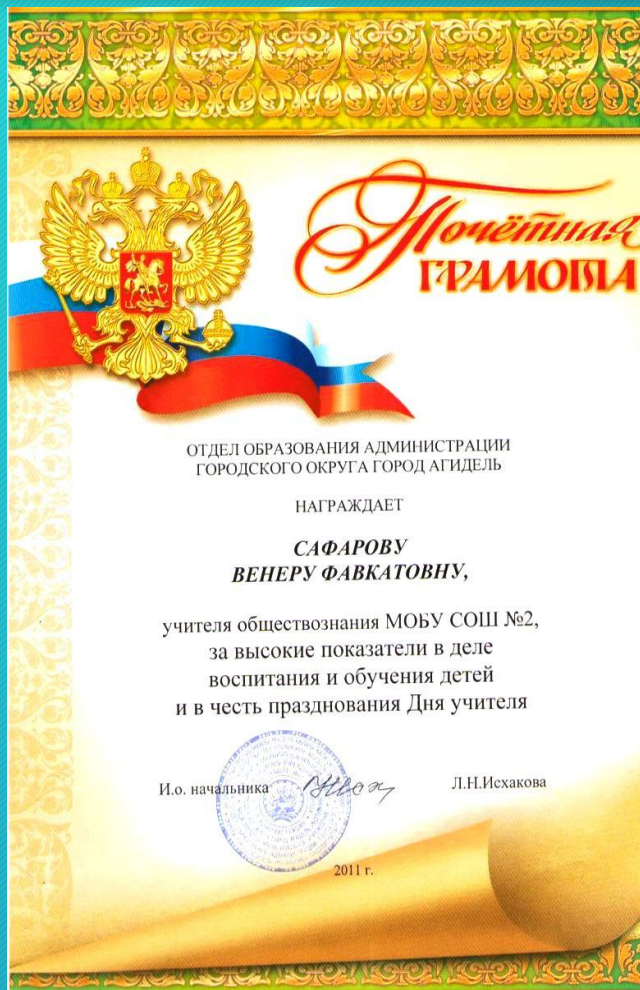 Почётная
ГРАМОТА
ОТДЕЛ ОБРАЗОВАНИЯ АДМИНИСТРАЦИИ
ГОРОДСКОГО ОКРУГА ГОРОД АГИДЕЛЬ
НАГРАЖДАЕТ
САФАРОВУ
ВЕНЕРУ ФАВКАТОВНУ,
учителя обществознания МОБУ СОШ №2,
за высокие показатели в деле
воспитания и обучения детей
и в честь празднования Дня учителя
И.о. начальника Л.Н.Исхакова
2011 г.